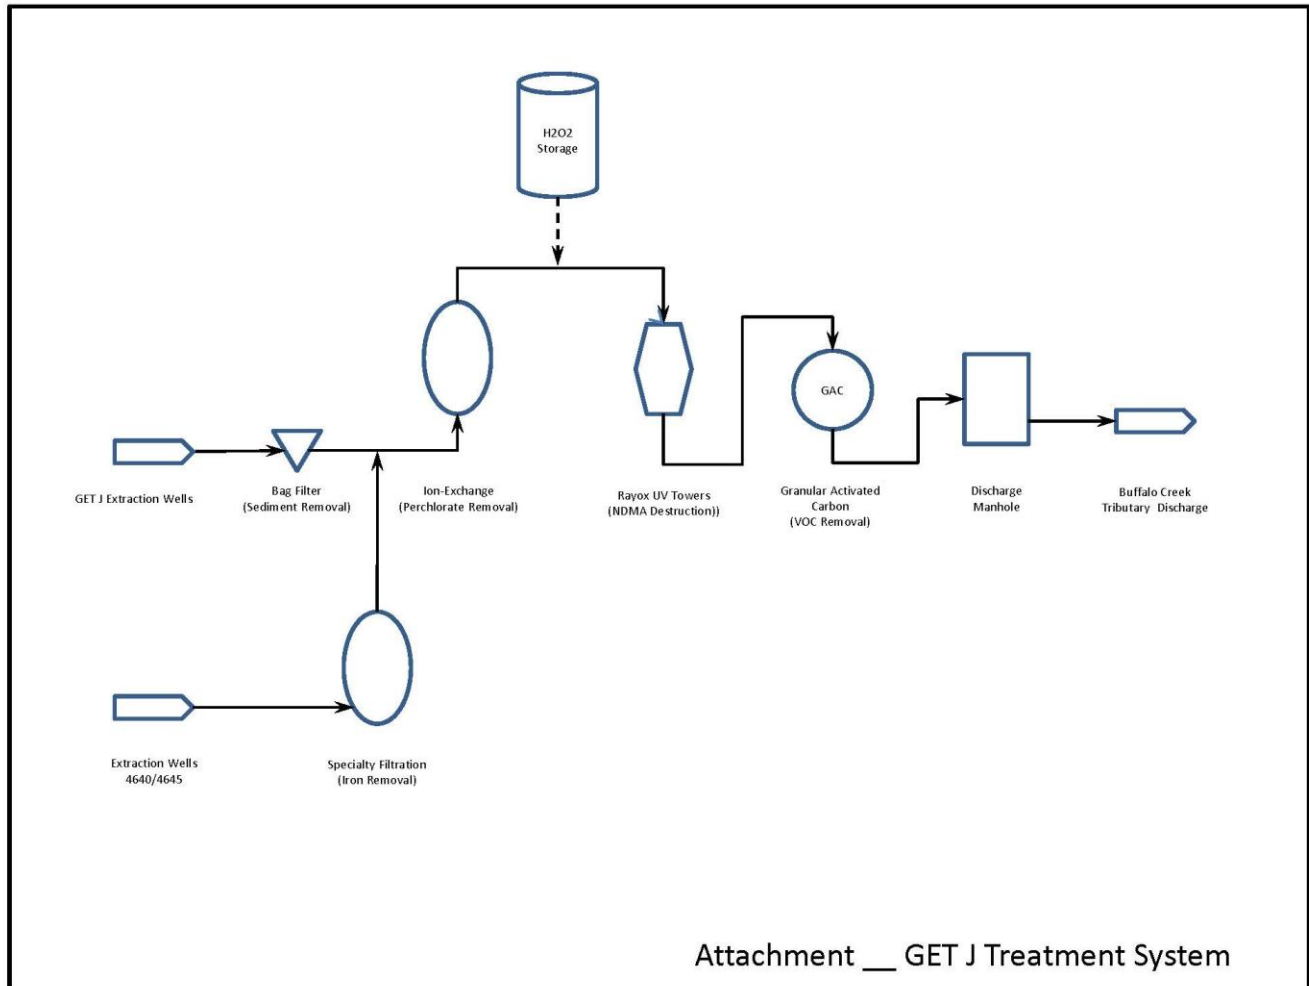 H2O2
Storage
GAC
GET J Extraction Wells
Bag Filter
(Sediment Removal)
Ion-Exchange
(Perchlorate Removal)
Rayox UV Towers
(NDMA Destruction))
Granular Activated
Carbon
(VOC Removal)
Discharge
Manhole
Buffalo Creek
Tributary Discharge
Extraction Wells
4640/4645
Specialty Filtration
(Iron Removal)
Attachment __ GET J Treatment System